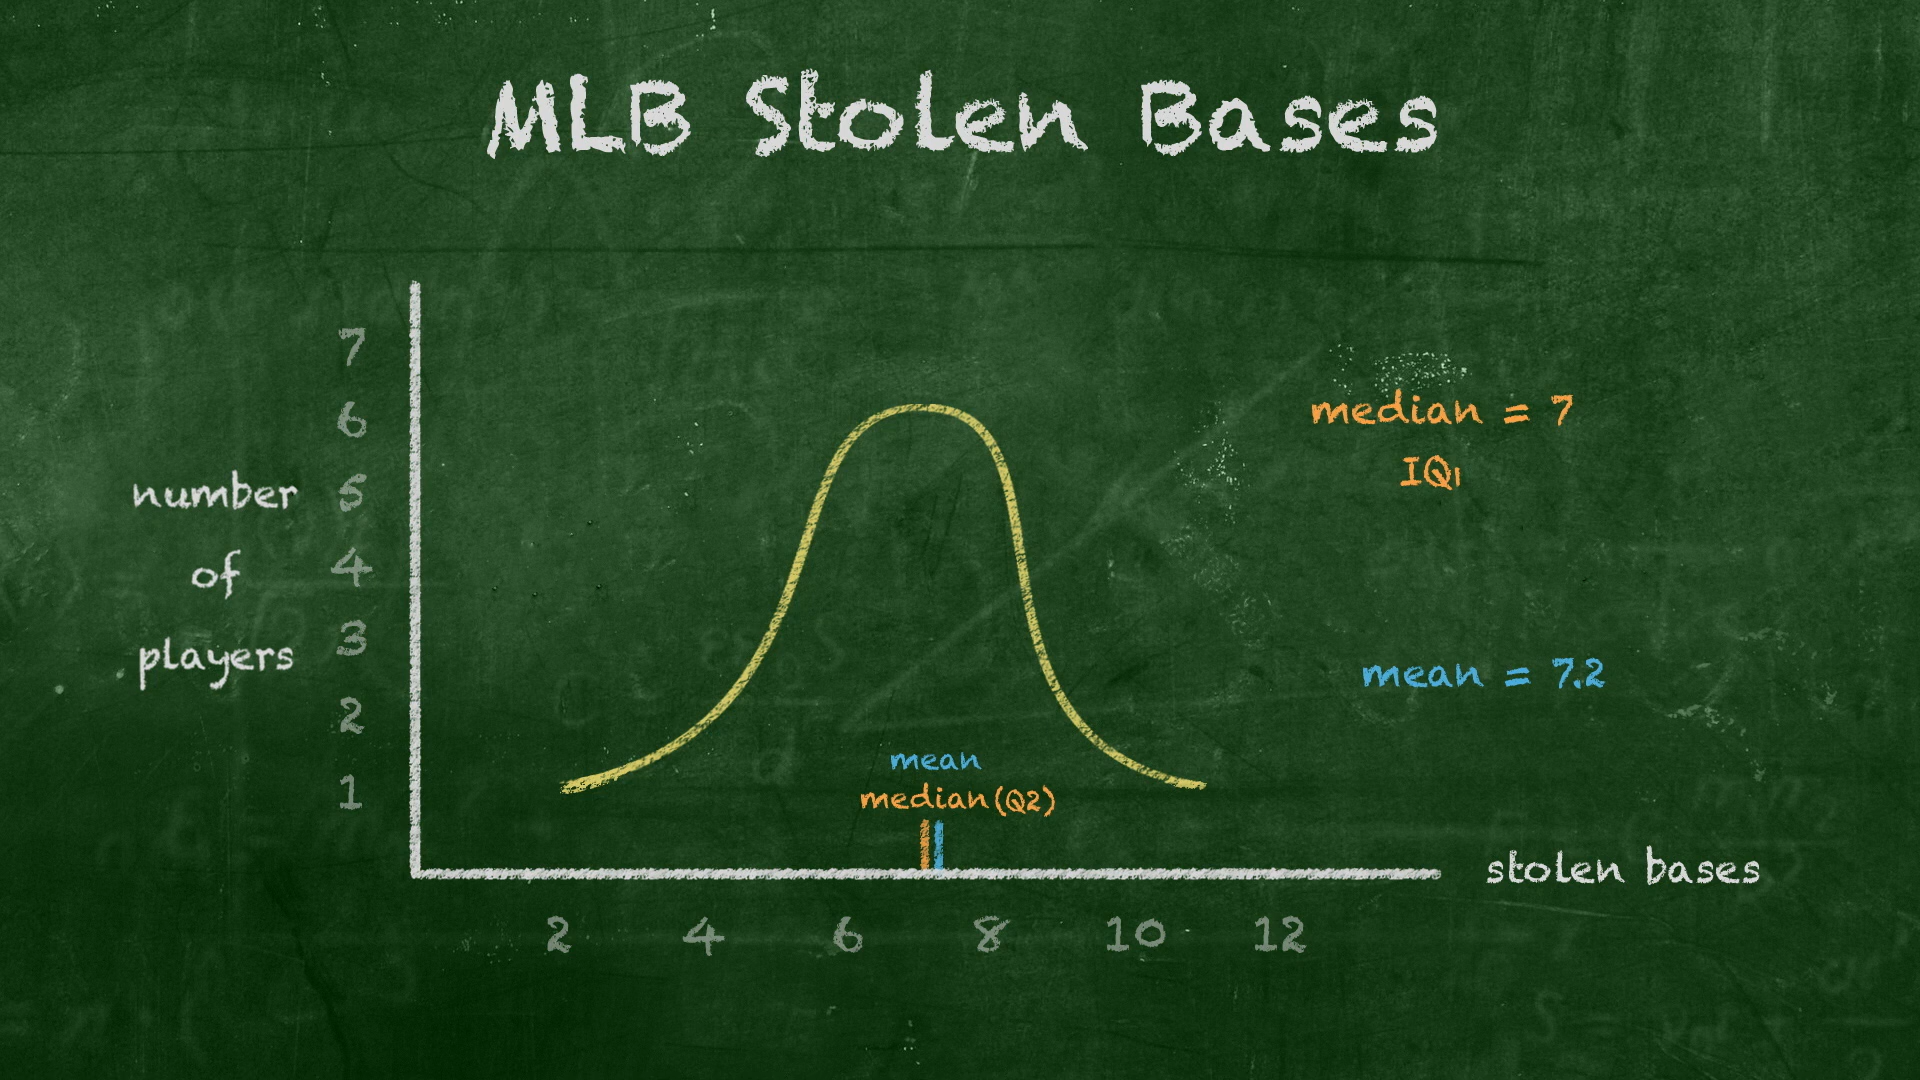 MLB Stolen Bases
7
6
5
4
3
2
1
number
of
players
median = 7
IQ
mean = 7.2
mean
median (Q2)
stolen bases
2 4 6 8 10 12